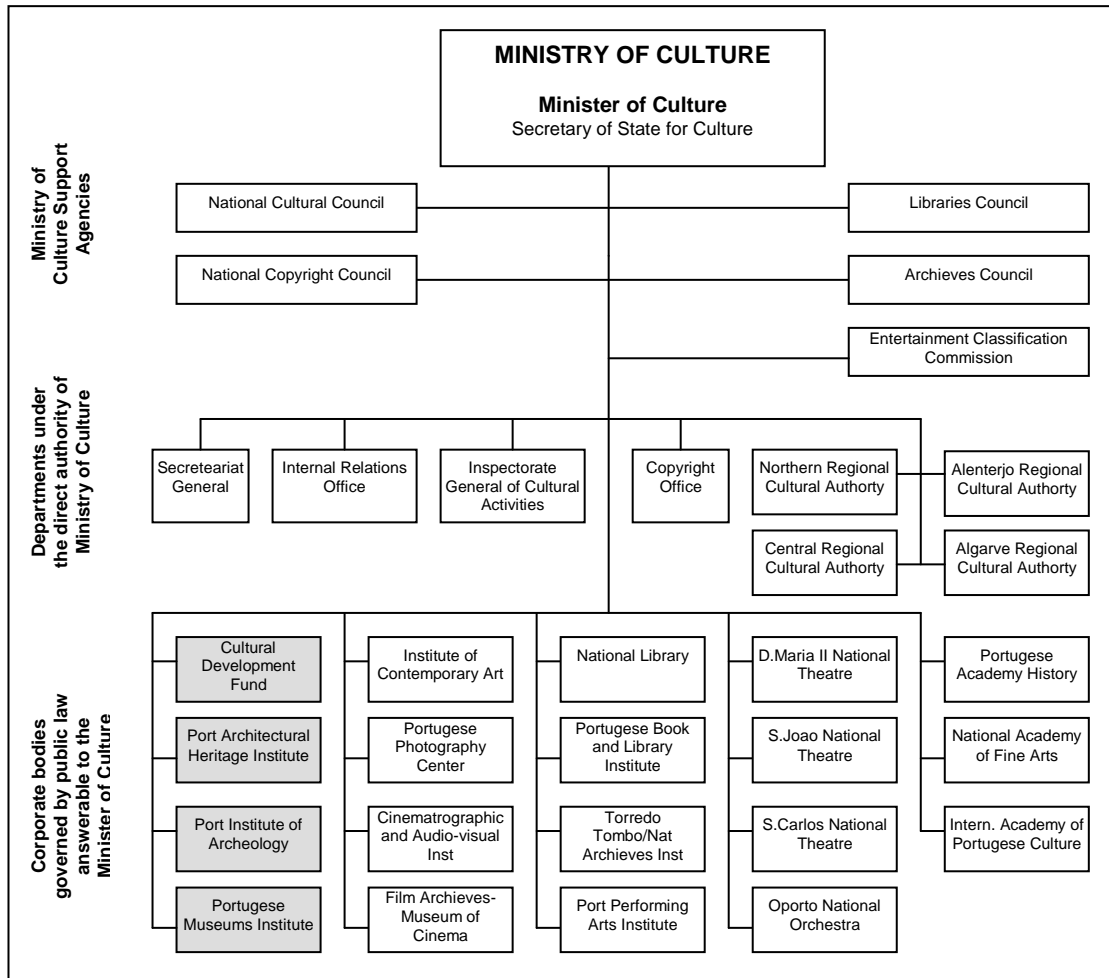 MINISTRY OF CULTURE
Minister of Culture
Secretary of State for Culture
Ministry of
Culture Support
Agencies
National Cultural Council
Libraries Council
National Copyright Council
Archieves Council
Entertainment Classification
Commission
Departments under
the direct authority of
Ministry of Culture
Secreteariat
General
Internal Relations
Office
Inspectorate
General of Cultural
Activities
Copyright
Office
Northern Regional
Cultural Authorty
Alenterjo Regional
Cultural Authorty
Central Regional
Cultural Authorty
Algarve Regional
Cultural Authorty
Corporate bodies
governed by public law
answerable to the
Minister of Culture
Cultural
Development
Fund
Institute of
Contemporary Art
National Library
D.Maria II National
Theatre
Portugese
Academy History
Port Architectural
Heritage Institute
Portugese
Photography
Center
Portugese Book
and Library
Institute
S.Joao National
Theatre
National Academy
of Fine Arts
Port Institute of
Archeology
Cinematrographic
and Audio-visual
Inst
Torredo
Tombo/Nat
Archieves Inst
S.Carlos National
Theatre
Intern. Academy of
Portugese Culture
Portugese
Museums Institute
Film Archieves-
Museum of
Cinema
Port Performing
Arts Institute
Oporto National
Orchestra